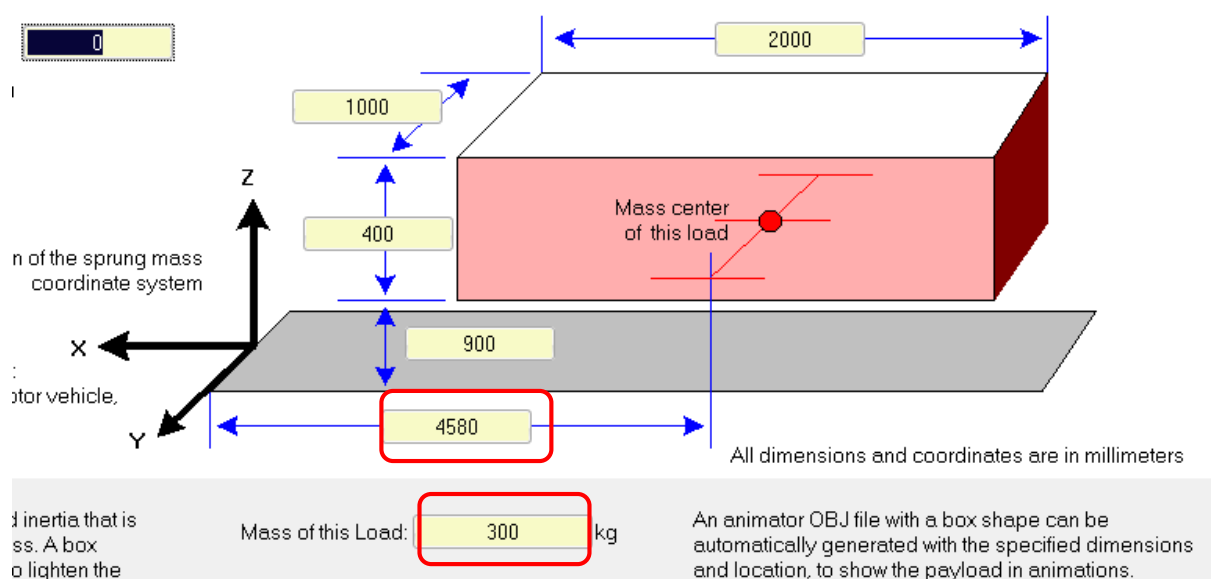 0
2000
1000
Z
Mass center
of this load
400
n of the sprung mass
coordinate system
X
900
otor vehicle,
4580
Y
All dimensions and coordinates are in millimeters
d inertia that is
Mass of this Load: 300 kg
An animator OBJ file with a box shape can be
ss. A box
automatically generated with the specified dimensions
o lighten the
and location, to show the payload in animations.